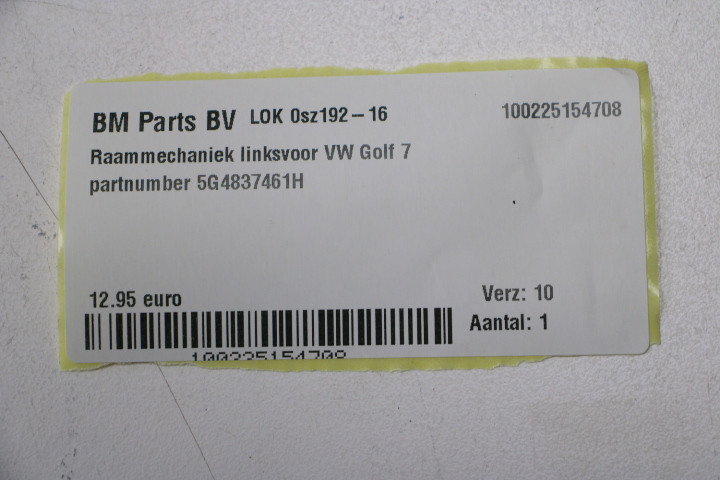 BM Parts BV LOK 0sz192-16 100225154708
Raammechaniek linksvoor VW Golf 7
partnumber 5G4837461H
12.95 euro Verz: 10
Aantal: 1
100225154708